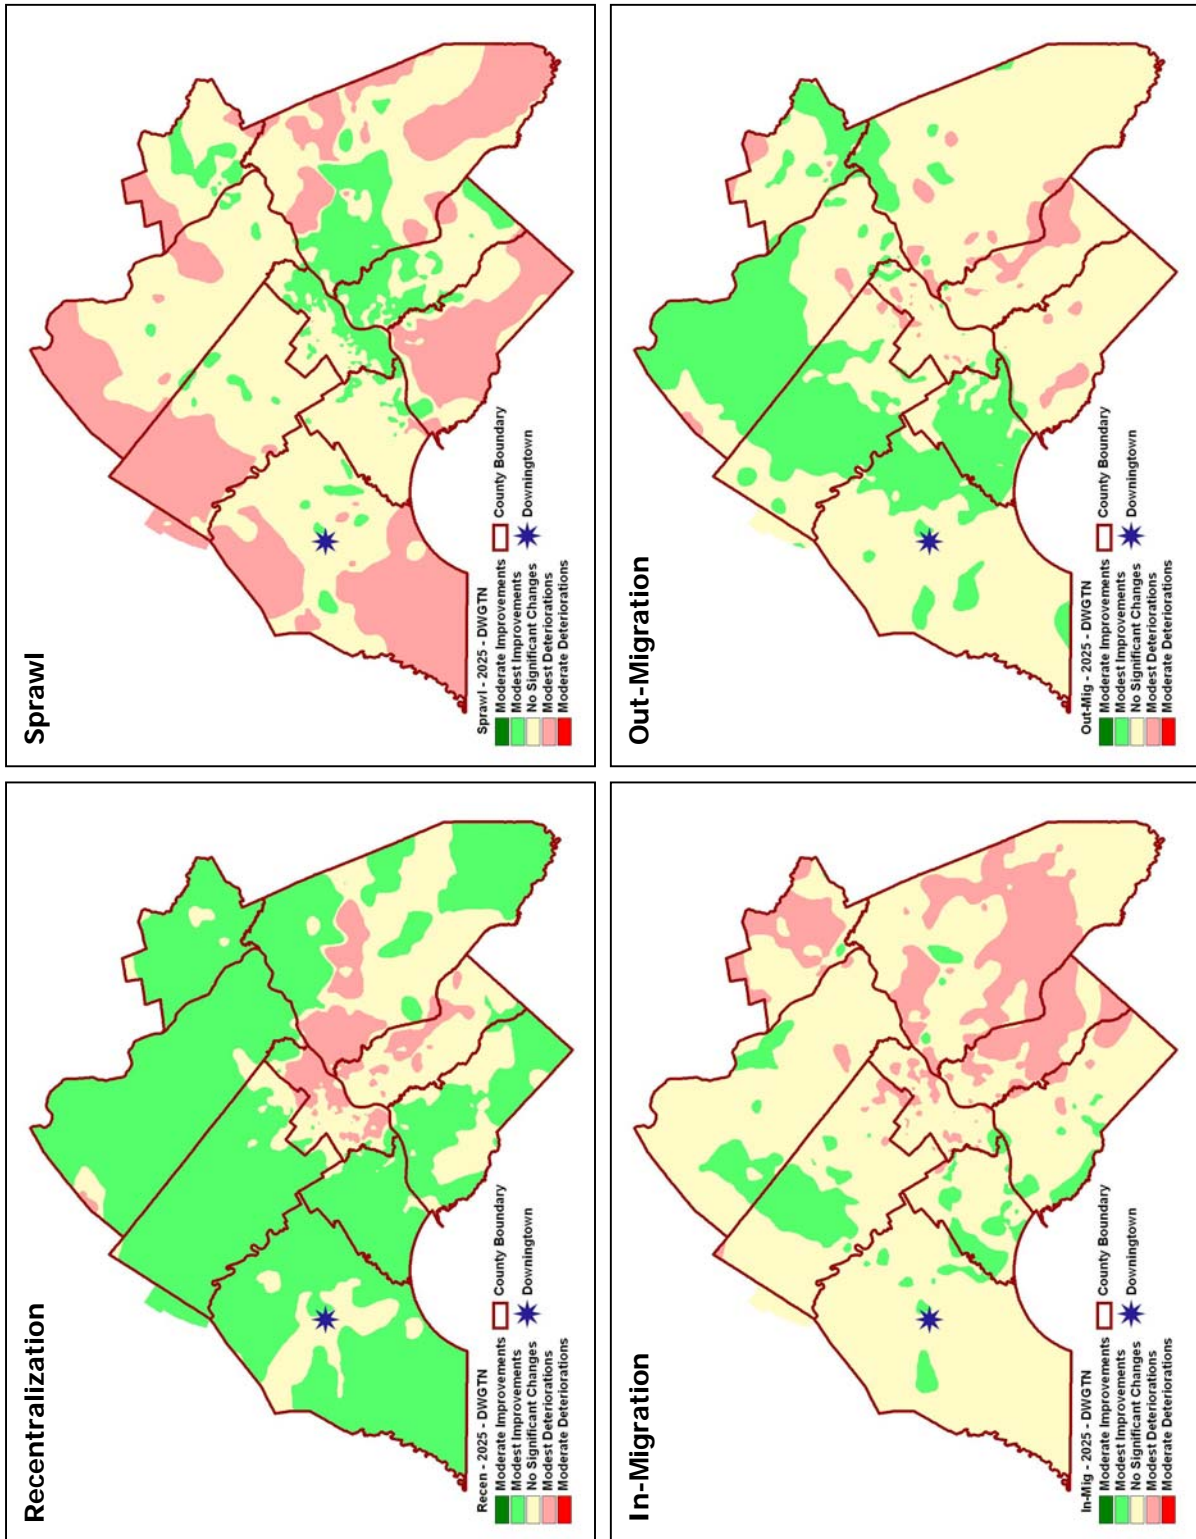 Recentralization
Recen - 2025 - DWGTN
Moderate Improvements
Modest Improvements
No Significant Changes
Modest Deteriorations
Moderate Deteriorations
County Boundary
Downingtown
Sprawl
Sprawl - 2025 - DWGTN
Moderate Improvements
Modest Improvements
No Significant Changes
Modest Deteriorations
Moderate Deteriorations
County Boundary
Downingtown
In-Migration
In-Mig - 2025 - DWGTN
Moderate Improvements
Modest Improvements
No Significant Changes
Modest Deteriorations
Moderate Deteriorations
County Boundary
Downingtown
Out-Migration
Out-Mig - 2025 - DWGTN
Moderate Improvements
Modest Improvements
No Significant Changes
Modest Deteriorations
Moderate Deteriorations
County Boundary
Downingtown